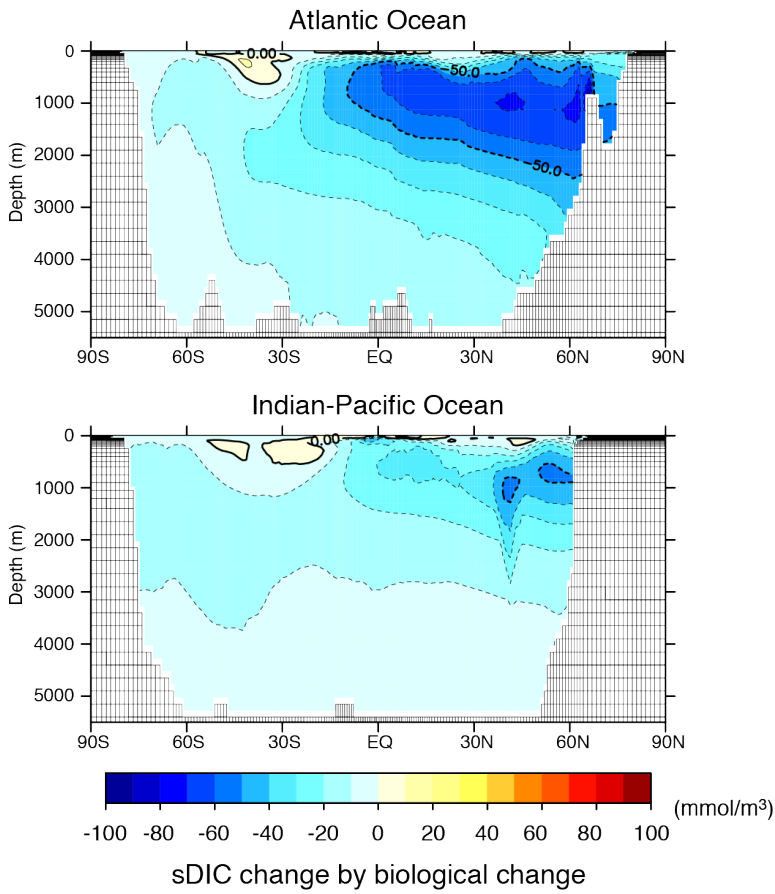 Atlantic Ocean
0
1000
2000
3000
4000
5000
Depth (m)
0.00
50.0
50.0
90S 60S 30S EQ 30N 60N 90N
Indian-Pacific Ocean
0
1000
2000
3000
4000
5000
Depth (m)
0.00
90S 60S 30S EQ 30N 60N 90N
-100 -80 -60 -40 -20 0 20 40 60 80 100
(mmol/m³)
sDIC change by biological change